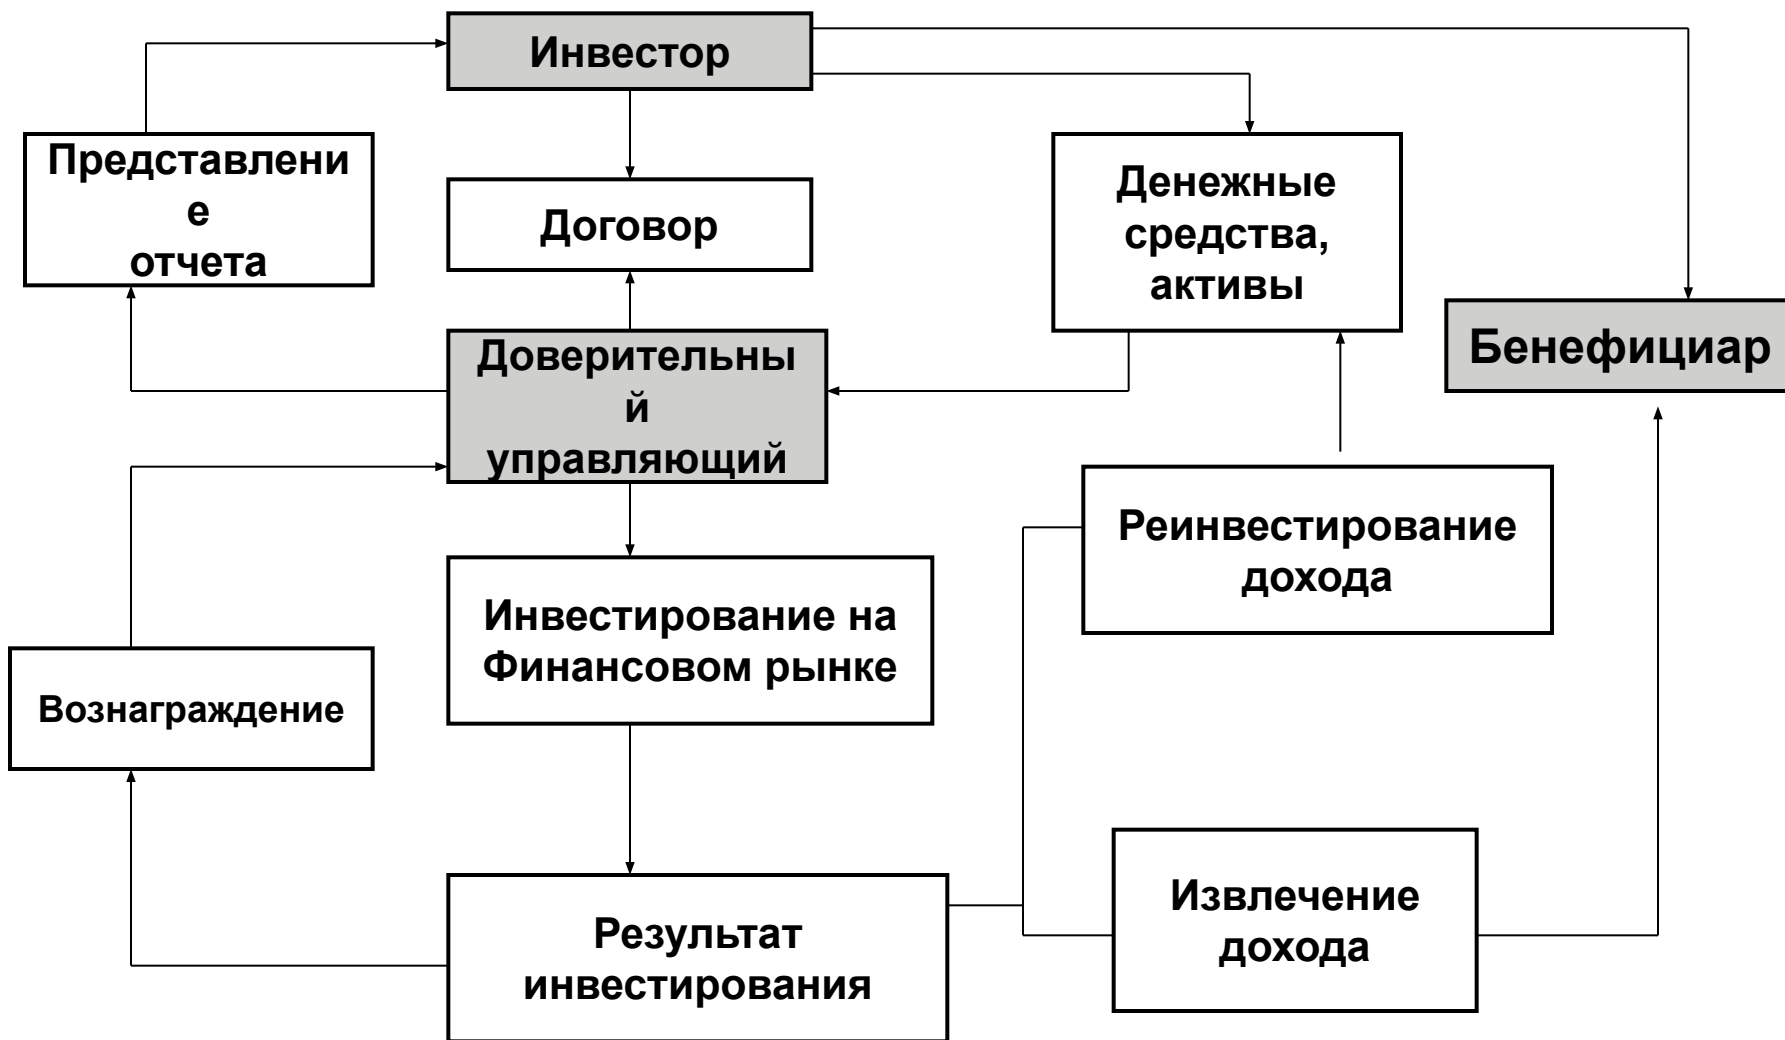 Инвестор
Представлени
е
отчета
Договор
Денежные
средства,
активы
Бенефициар
Доверительны
й
управляющий
Реинвестирование
дохода
Инвестирование на
Финансовом рынке
Вознаграждение
Извлечение
дохода
Результат
инвестирования